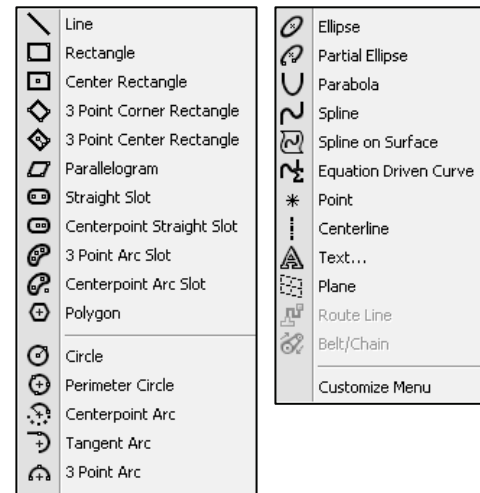 Line
Rectangle
Center Rectangle
3 Point Corner Rectangle
3 Point Center Rectangle
Parallelogram
Straight Slot
Centerpoint Straight Slot
3 Point Arc Slot
Centerpoint Arc Slot
Polygon
Circle
Perimeter Circle
Centerpoint Arc
Tangent Arc
3 Point Arc
Ellipse
Partial Ellipse
Parabola
Spline
Spline on Surface
Equation Driven Curve
Point
Centerline
Text...
Plane
Route Line
Belt/Chain
Customize Menu